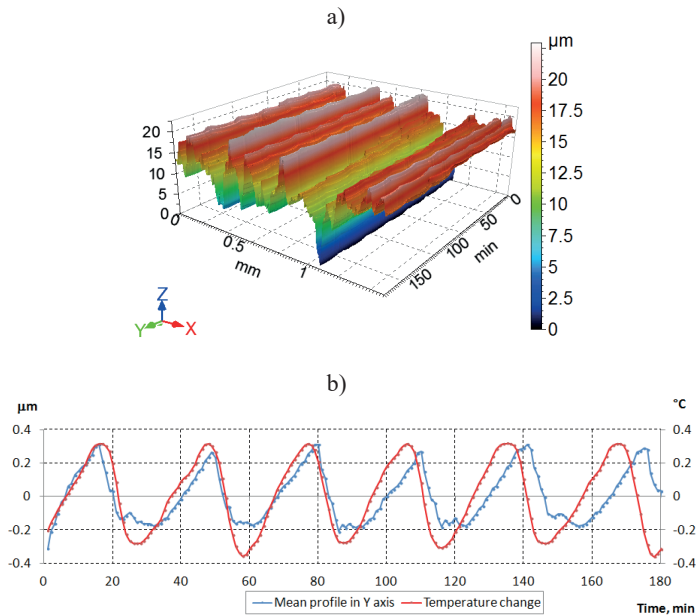 a)
µm
20
17.5
15
12.5
10
7.5
5
2.5
0
20
15
10
5
0
0
0.5
1
mm
0
50
100
150
min
Z
Y
X
b)
µm
°C
0.4
0.2
0
-0.2
-0.4
0.4
0.2
0
-0.2
-0.4
0 20 40 60 80 100 120 140 160 180
Mean profile in Y axis Temperature change
Time, min